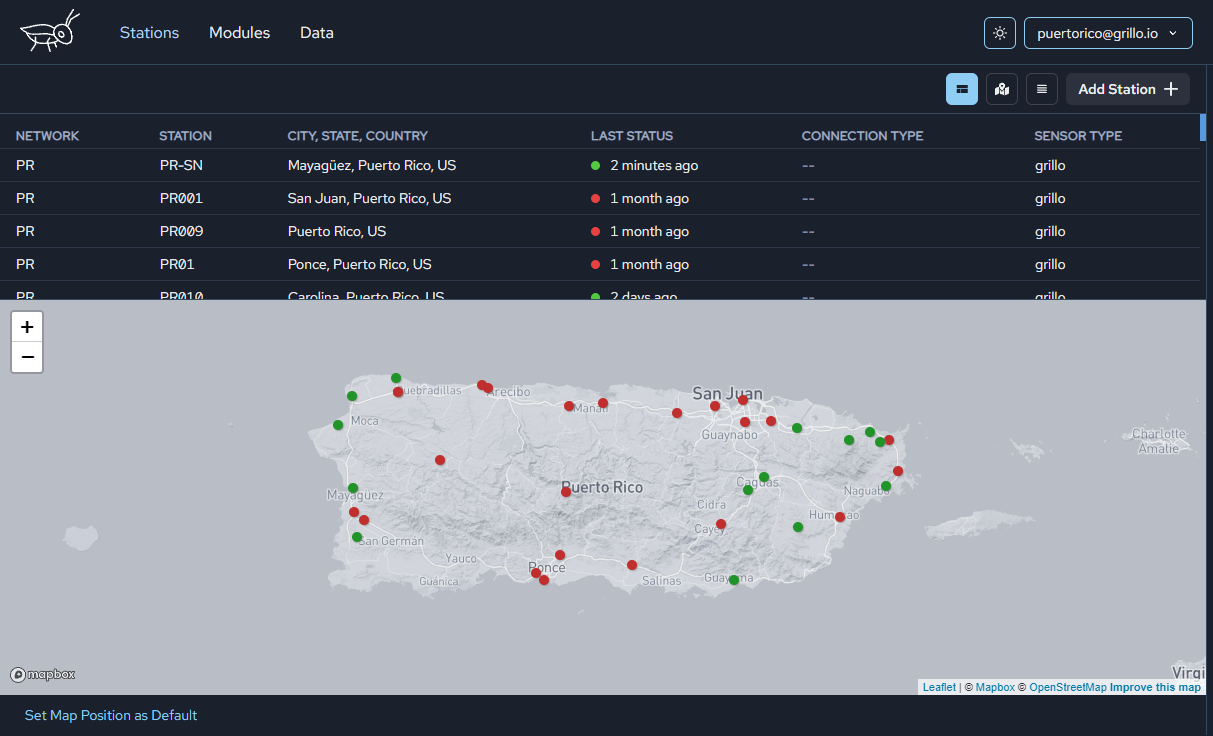 Stations Modules Data puertorico@grillo.io
Add Station
NETWORK STATION CITY, STATE, COUNTRY LAST STATUS CONNECTION TYPE SENSOR TYPE
PR PR-SN Mayagüez, Puerto Rico, US 2 minutes ago -- grillo
PR PR001 San Juan, Puerto Rico, US 1 month ago -- grillo
PR PR009 Puerto Rico, US 1 month ago -- grillo
PR PR01 Ponce, Puerto Rico, US 1 month ago -- grillo
PR PR010 Carolina, Puerto Rico, US 2 days ago -- grillo
+
−
uebradillas
Arecibo
San Juan
Manatí
Moca
Guaynabo
Charlotte
Amalie
Caguas
Puerto Rico
Mayagüez
Naguabo
Cidra
Humacao
Cayey
San Germán
Yauco
Ponce
Guánica
Salinas
Guayama
Virgi
mapbox
Leaflet | © Mapbox © OpenStreetMap Improve this map
Set Map Position as Default